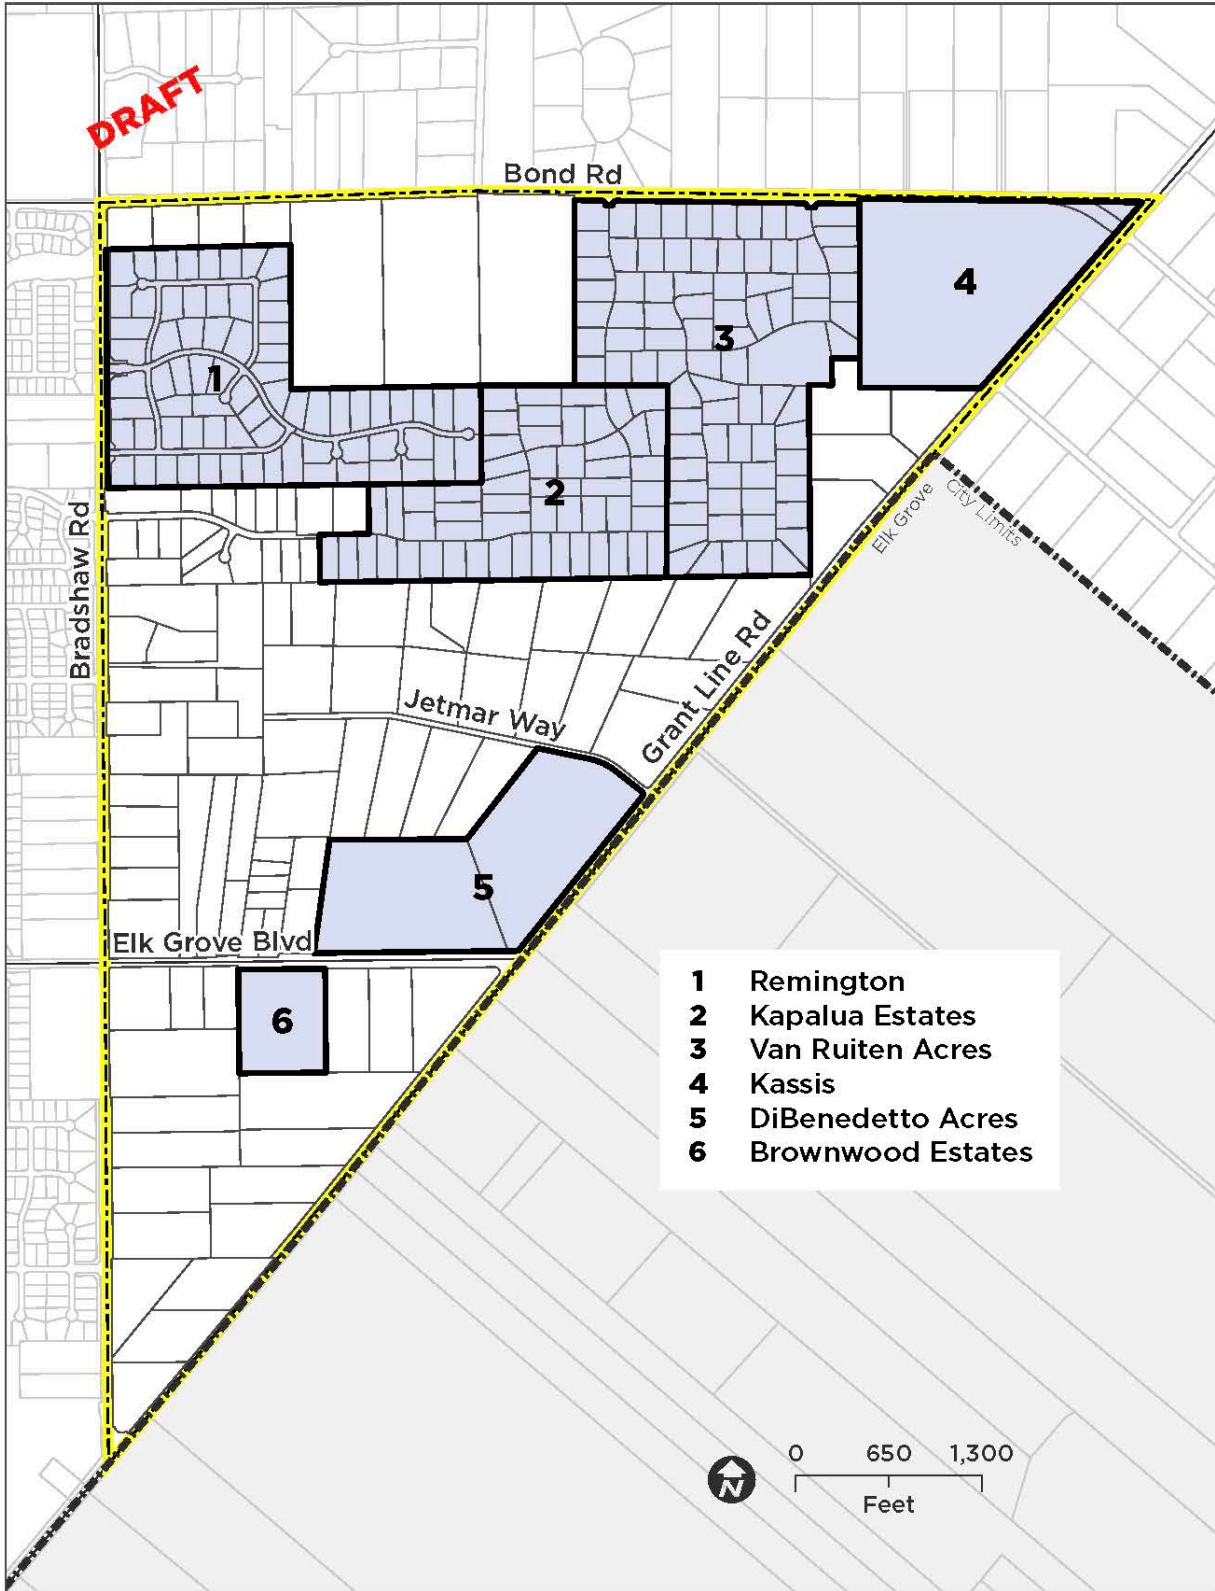 DRAFT
Bond Rd
4
3
1
2
Bradshaw Rd
Elk Grove
City Limits
Grant Line Rd
Jetmar Way
5
Elk Grove Blvd
6
1 Remington
2 Kapalua Estates
3 Van Ruiten Acres
4 Kassis
5 DiBenedetto Acres
6 Brownwood Estates
N
0 650 1,300
Feet